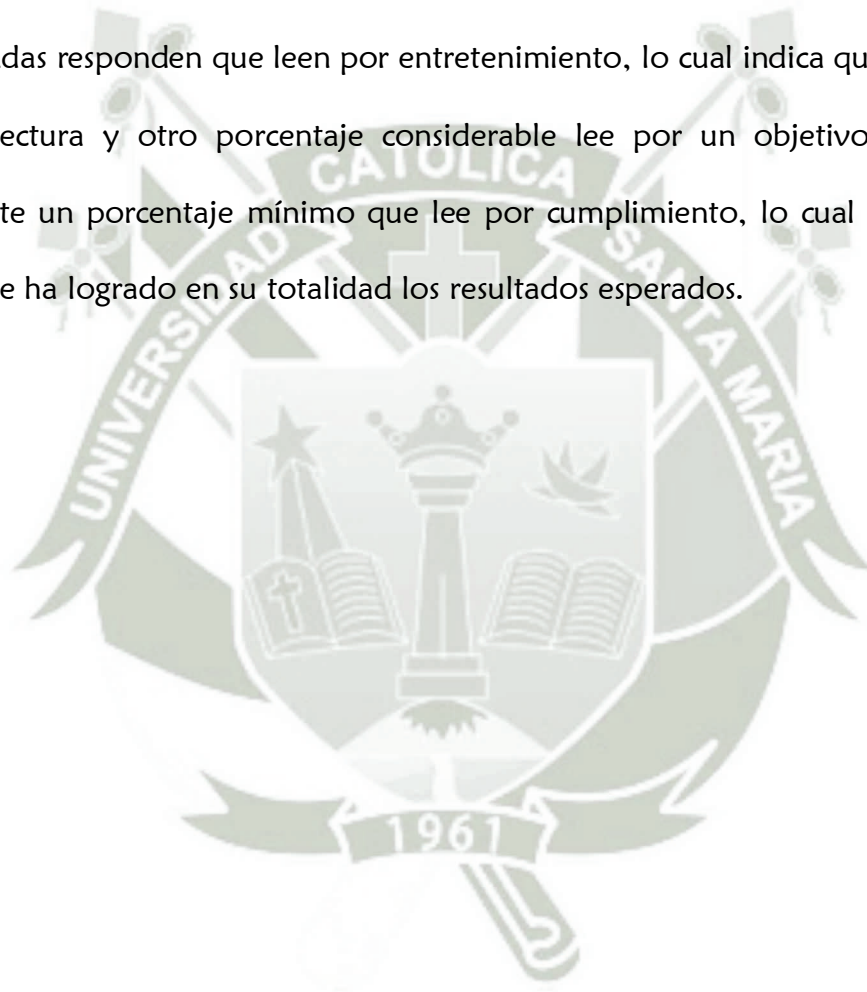 das responden que leen por entretenimiento, lo cual indica qu
ectura y otro porcentaje considerable lee por un objetivo
te un porcentaje mínimo que lee por cumplimiento, lo cual
e ha logrado en su totalidad los resultados esperados.
UNIVERSIDAD CATOLICA SANTA MARIA
1961